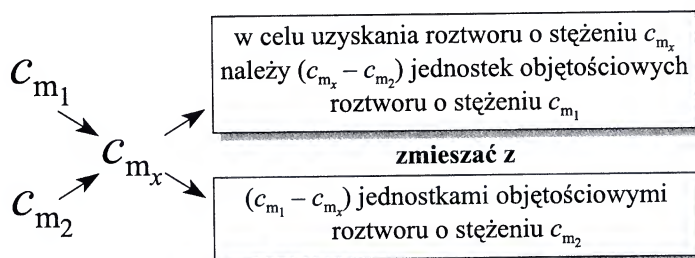 c_m₁
c_m₂
c_mₓ
w celu uzyskania roztworu o stężeniu c_mₓ
należy (c_mₓ – c_m₂) jednostek objętościowych
roztworu o stężeniu c_m₁
zmieszać z
(c_m₁ – c_mₓ) jednostkami objętościowymi
roztworu o stężeniu c_m₂